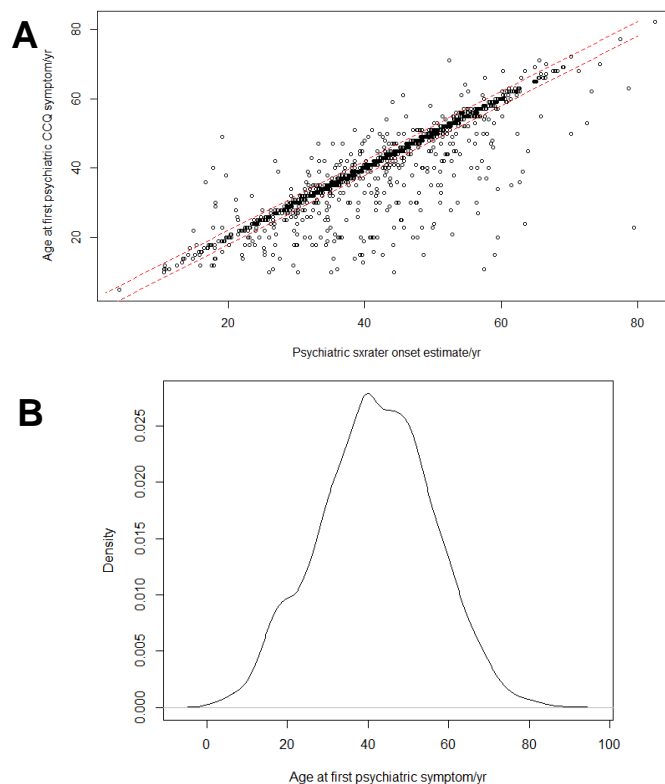 A
Age at first psychiatric CCQ symptom/yr
80
60
40
20
20 40 60 80
Psychiatric sxrater onset estimate/yr
B
Density
0.025
0.020
0.015
0.010
0.005
0.000
0 20 40 60 80 100
Age at first psychiatric symptom/yr